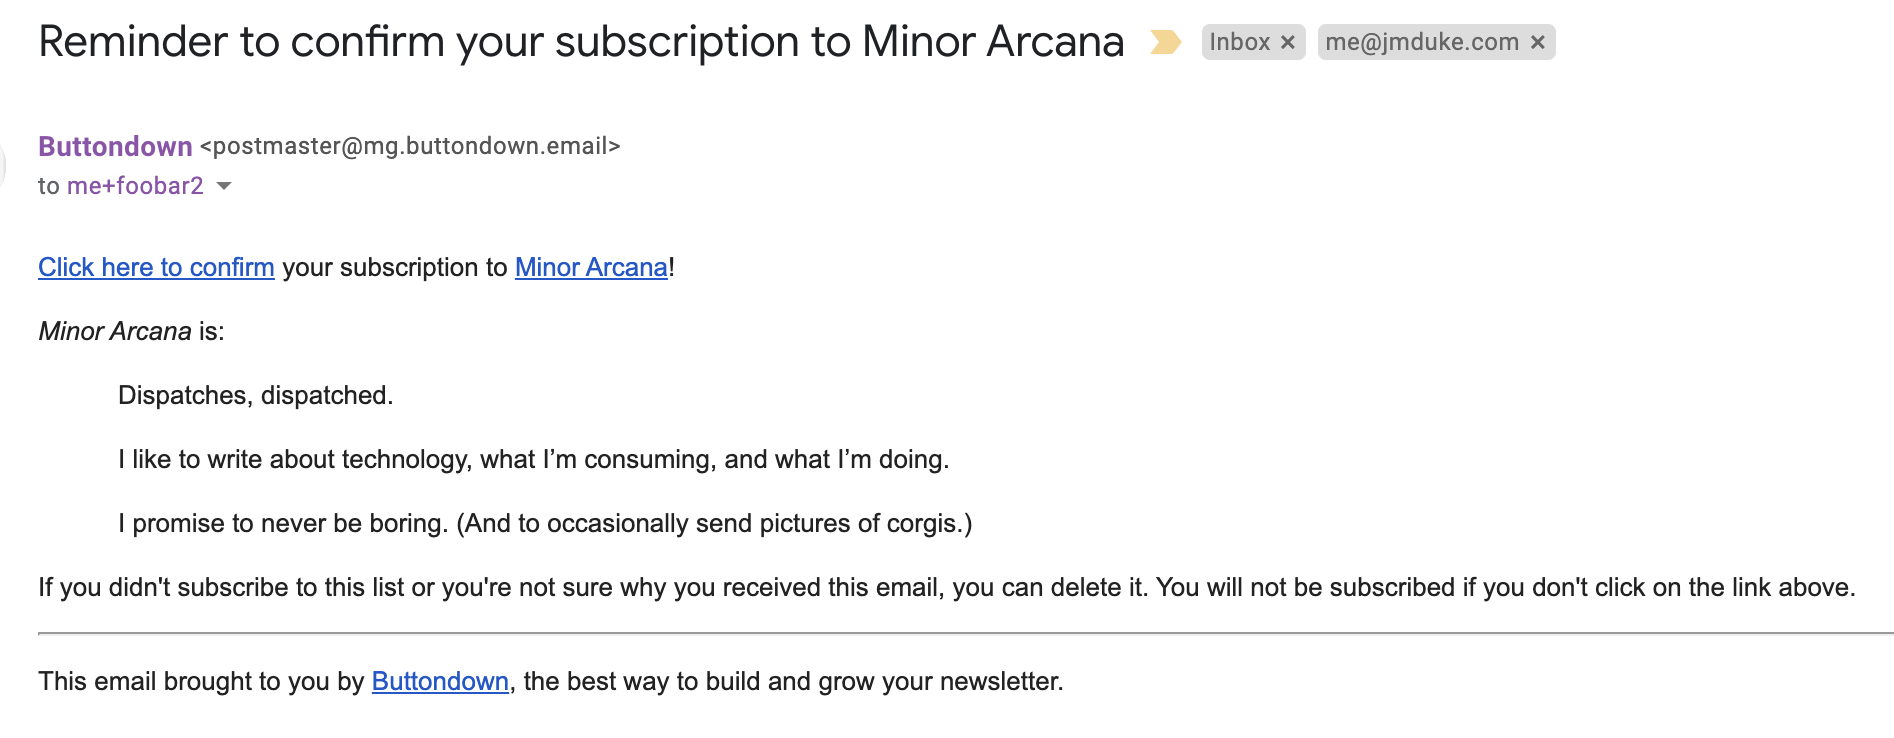 Reminder to confirm your subscription to Minor Arcana Inbox × me@jmduke.com ×
Buttondown <postmaster@mg.buttondown.email>
to me+foobar2
Click here to confirm your subscription to Minor Arcana!
Minor Arcana is:
Dispatches, dispatched.
I like to write about technology, what I’m consuming, and what I’m doing.
I promise to never be boring. (And to occasionally send pictures of corgis.)
If you didn't subscribe to this list or you're not sure why you received this email, you can delete it. You will not be subscribed if you don't click on the link above.
This email brought to you by Buttondown, the best way to build and grow your newsletter.